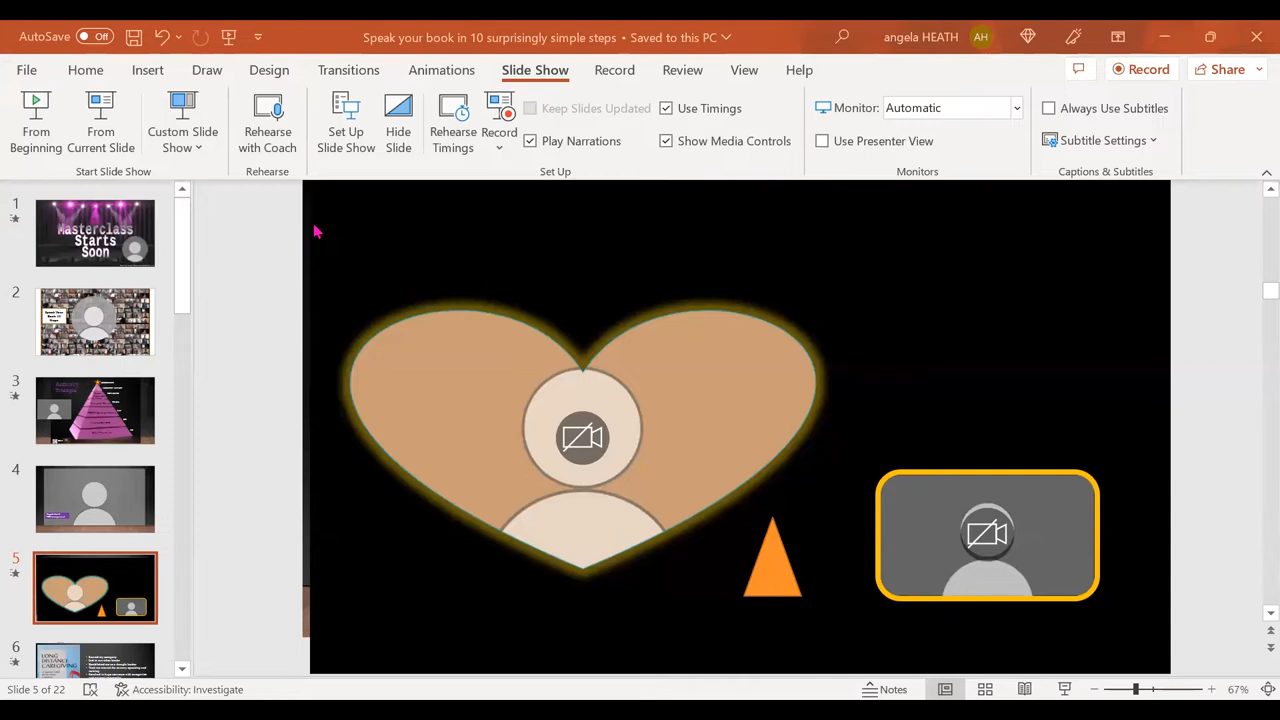 AutoSave Off Speak your book in 10 surprisingly simple steps • Saved to this PC angela HEATH AH
File Home Insert Draw Design Transitions Animations Slide Show Record Review View Help Record Share
From Beginning
From Current Slide
Custom Slide Show
Rehearse with Coach
Set Up Slide Show
Hide Slide
Rehearse Timings
Record
Keep Slides Updated
Play Narrations
Use Timings
Show Media Controls
Monitor: Automatic
Use Presenter View
Always Use Subtitles
Subtitle Settings
Start Slide Show Rehearse Set Up Monitors Captions & Subtitles
1
Masterclass
Starts
Soon
2
3
4
5
6
LONG
DISTANCE
CAREGIVING
Slide 5 of 22 Accessibility: Investigate Notes 67%